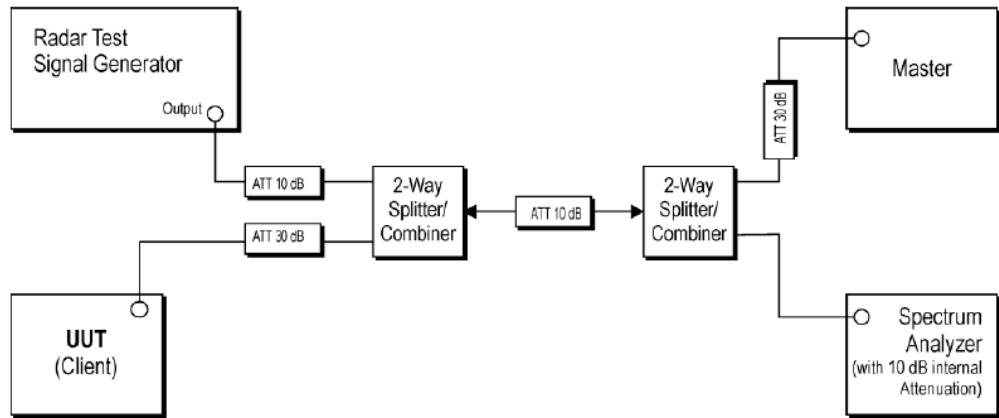 Radar Test
Signal Generator
Output
ATT 10 dB
2-Way
Splitter/
Combiner
ATT 30 dB
UUT
(Client)
ATT 10 dB
2-Way
Splitter/
Combiner
ATT 30 dB
Master
Spectrum
Analyzer
(with 10 dB internal
Attenuation)